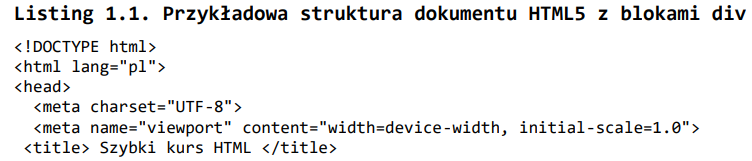 Listing 1.1. Przykładowa struktura dokumentu HTML5 z blokami div
<!DOCTYPE html>
<html lang="pl">
<head>
  <meta charset="UTF-8">
  <meta name="viewport" content="width=device-width, initial-scale=1.0">
 <title> Szybki kurs HTML </title>